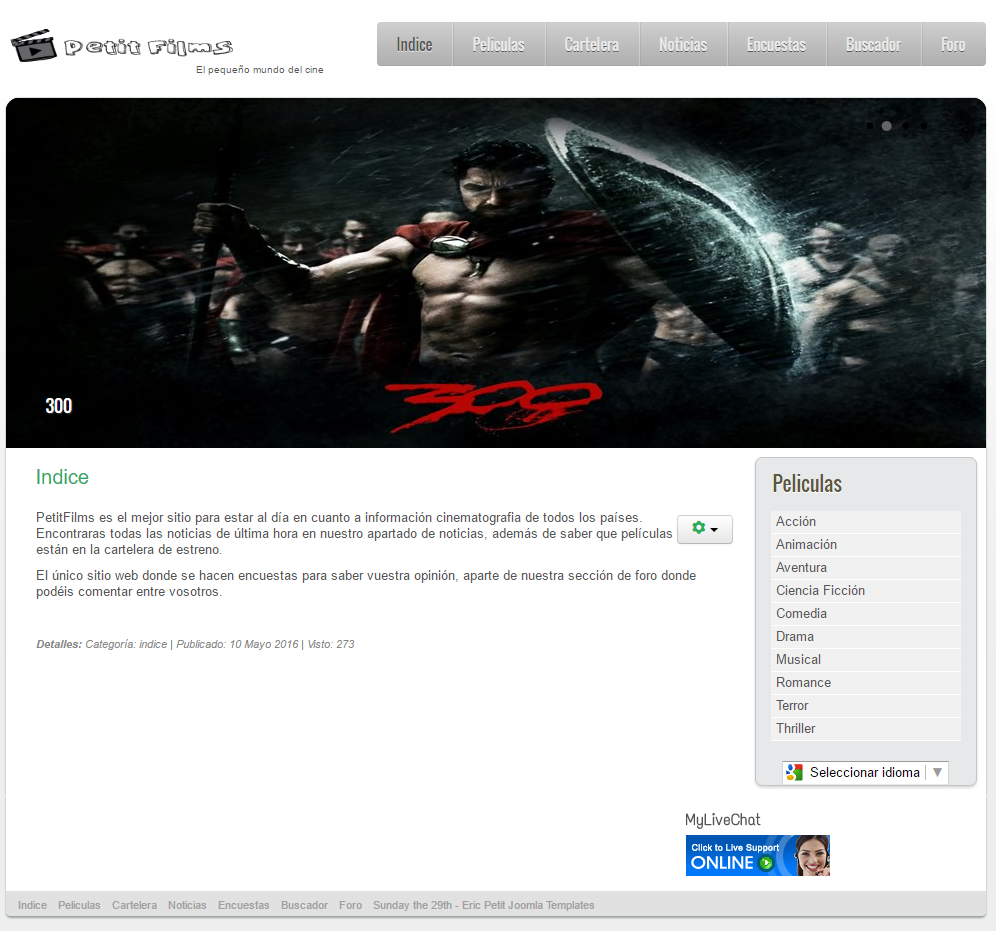 Petit Films
El pequeño mundo del cine
Indice Peliculas Cartelera Noticias Encuestas Buscador Foro
300
300
Indice
PetitFilms es el mejor sitio para estar al día en cuanto a información cinematografia de todos los países.
Encontraras todas las noticias de última hora en nuestro apartado de noticias, además de saber que películas
están en la cartelera de estreno.
El único sitio web donde se hacen encuestas para saber vuestra opinión, aparte de nuestra sección de foro donde
podéis comentar entre vosotros.
Detalles: Categoría: indice | Publicado: 10 Mayo 2016 | Visto: 273
Peliculas
Acción
Animación
Aventura
Ciencia Ficción
Comedia
Drama
Musical
Romance
Terror
Thriller
Seleccionar idioma
MyLiveChat
Click to Live Support
ONLINE
Indice Peliculas Cartelera Noticias Encuestas Buscador Foro Sunday the 29th - Eric Petit Joomla Templates